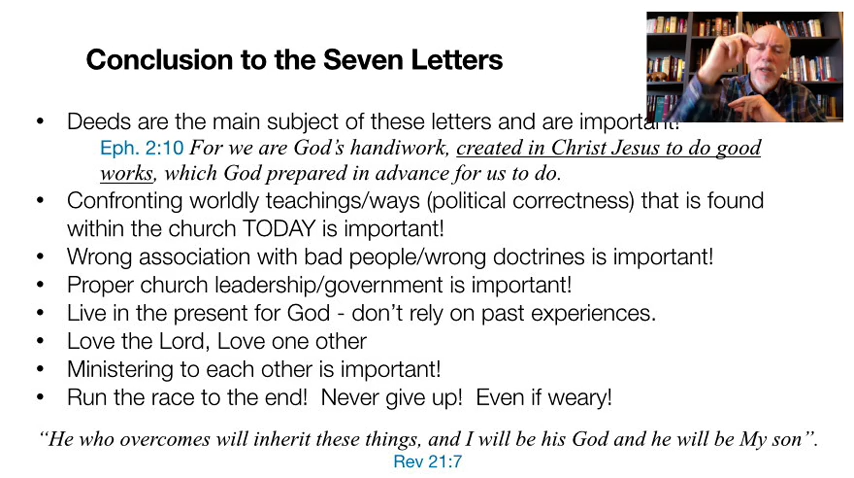 Conclusion to the Seven Letters
• Deeds are the main subject of these letters and are important!
Eph. 2:10 For we are God's handiwork, created in Christ Jesus to do good
works, which God prepared in advance for us to do.
• Confronting worldly teachings/ways (political correctness) that is found
within the church TODAY is important!
• Wrong association with bad people/wrong doctrines is important!
• Proper church leadership/government is important!
• Live in the present for God - don't rely on past experiences.
• Love the Lord, Love one other
• Ministering to each other is important!
• Run the race to the end! Never give up! Even if weary!
“He who overcomes will inherit these things, and I will be his God and he will be My son”.
Rev 21:7